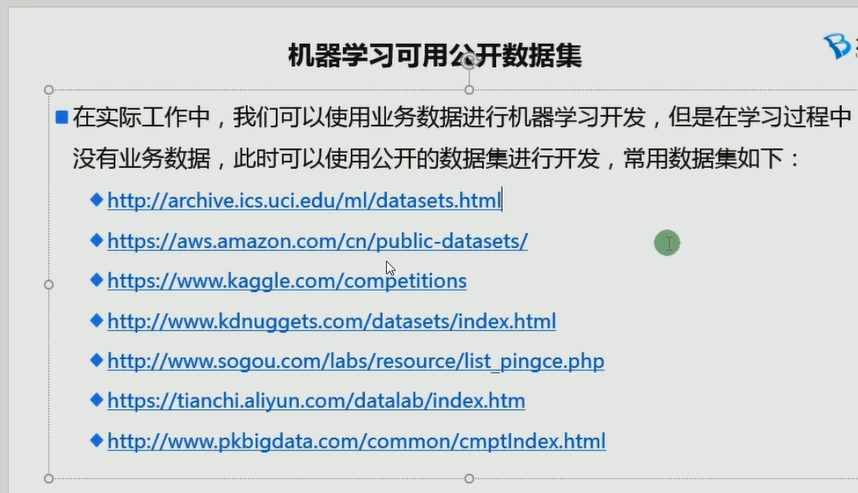 机器学习可用公开数据集
在实际工作中，我们可以使用业务数据进行机器学习开发，但是在学习过程中
没有业务数据，此时可以使用公开的数据集进行开发，常用数据集如下：
http://archive.ics.uci.edu/ml/datasets.html
https://aws.amazon.com/cn/public-datasets/
https://www.kaggle.com/competitions
http://www.kdnuggets.com/datasets/index.html
http://www.sogou.com/labs/resource/list_pingce.php
https://tianchi.aliyun.com/datalab/index.htm
http://www.pkbigdata.com/common/cmptIndex.html